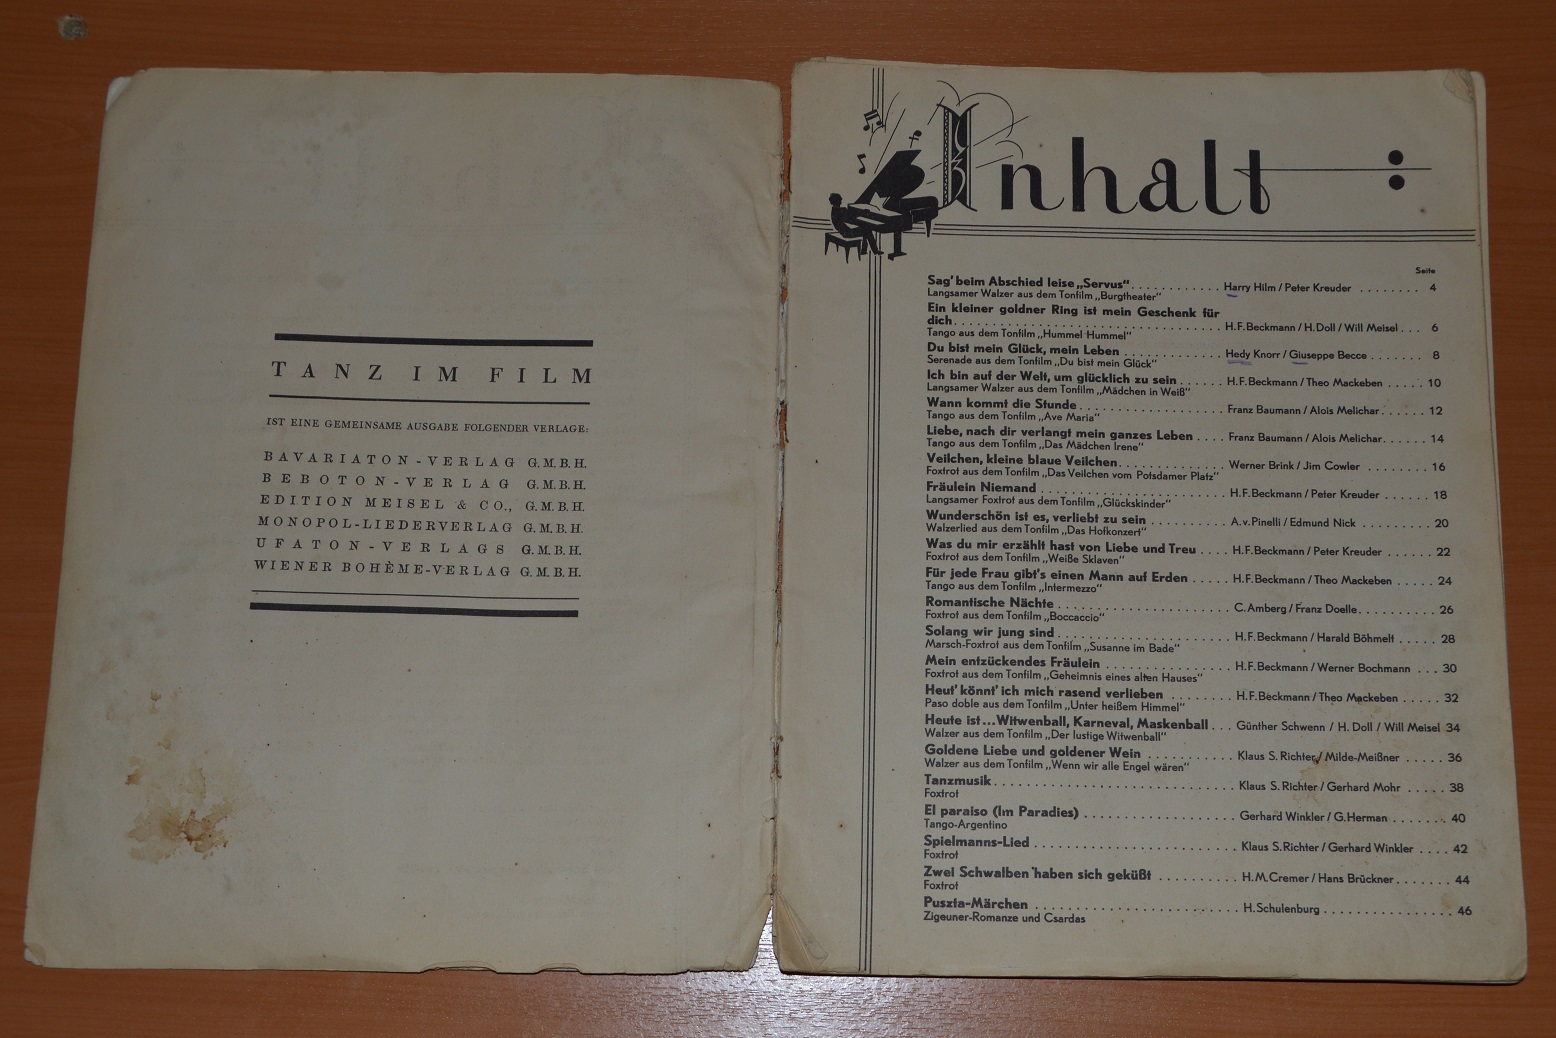 TANZ IM FILM
IST EINE GEMEINSAME AUSGABE FOLGENDER VERLAGE:
BAVARIATON-VERLAG G.M.B.H.
BEBOTON-VERLAG G.M.B.H.
EDITION MEISEL & CO., G.M.B.H.
MONOPOL-LIEDERVERLAG G.M.B.H.
UFATON-VERLAGS G.M.B.H.
WIENER BOHÈME-VERLAG G.M.B.H.
Inhalt:
Seite
Sag' beim Abschied leise „Servus“ . . . . . . . . . . . . Harry Hilm / Peter Kreuder . . . . . . . . 4
Langsamer Walzer aus dem Tonfilm „Burgtheater“
Ein kleiner goldner Ring ist mein Geschenk für
dich . . . . . . . . . . . . H.F.Beckmann / H.Doll / Will Meisel . . . 6
Tango aus dem Tonfilm „Hummel Hummel“
Du bist mein Glück, mein Leben . . . . . . . . . . . . Hedy Knorr / Giuseppe Becce . . . . . . . 8
Serenade aus dem Tonfilm „Du bist mein Glück“
Ich bin auf der Welt, um glücklich zu sein . . . . . . H.F.Beckmann / Theo Mackeben . . . . . 10
Langsamer Walzer aus dem Tonfilm „Mädchen in Weiß“
Wann kommt die Stunde . . . . . . . . . . . . Franz Baumann / Alois Melichar . . . . . . 12
Tango aus dem Tonfilm „Ave Maria“
Liebe, nach dir verlangt mein ganzes Leben . . . . Franz Baumann / Alois Melichar . . . . . . 14
Tango aus dem Tonfilm „Das Mädchen Irene“
Veilchen, kleine blaue Veilchen . . . . . . . . . . . . Werner Brink / Jim Cowler . . . . . . . . 16
Foxtrot aus dem Tonfilm „Das Veilchen vom Potsdamer Platz“
Fräulein Niemand . . . . . . . . . . . . H.F.Beckmann / Peter Kreuder . . . . . . 18
Langsamer Foxtrot aus dem Tonfilm „Glückskinder“
Wunderschön ist es, verliebt zu sein . . . . . . . . . . A.v.Pinelli / Edmund Nick . . . . . . . . . 20
Walzerlied aus dem Tonfilm „Das Hofkonzert“
Was du mir erzählt hast von Liebe und Treu . . . . H.F.Beckmann / Peter Kreuder . . . . . . 22
Foxtrot aus dem Tonfilm „Weiße Sklaven“
Für jede Frau gibt's einen Mann auf Erden . . . . . H.F.Beckmann / Theo Mackeben . . . . . 24
Tango aus dem Tonfilm „Intermezzo“
Romantische Nächte . . . . . . . . . . . . C.Amberg / Franz Doelle . . . . . . . . . . 26
Foxtrot aus dem Tonfilm „Boccaccio“
Solang wir jung sind . . . . . . . . . . . . H.F.Beckmann / Harald Böhmelt . . . . . 28
Marsch-Foxtrot aus dem Tonfilm „Susanne im Bade“
Mein entzückendes Fräulein . . . . . . . . . . . . H.F.Beckmann / Werner Bochmann . . . 30
Foxtrot aus dem Tonfilm „Geheimnis eines alten Hauses“
Heut' könnt' ich mich rasend verlieben . . . . . . . . H.F.Beckmann / Theo Mackeben . . . . . 32
Paso doble aus dem Tonfilm „Unter heißem Himmel“
Heute ist...Witwenball, Karneval, Maskenball . . . Günther Schwenn / H. Doll / Will Meisel 34
Walzer aus dem Tonfilm „Der lustige Witwenball“
Goldene Liebe und goldener Wein . . . . . . . . . . . Klaus S. Richter / Milde-Meißner . . . . . 36
Walzer aus dem Tonfilm „Wenn wir alle Engel wären“
Tanzmusik . . . . . . . . . . . . Klaus S. Richter / Gerhard Mohr . . . . . 38
Foxtrot
El paraiso (Im Paradies) . . . . . . . . . . . . Gerhard Winkler / G.Herman . . . . . . . 40
Tango-Argentino
Spielmanns-Lied . . . . . . . . . . . . Klaus S.Richter / Gerhard Winkler . . . . 42
Foxtrot
Zwei Schwalben haben sich geküßt . . . . . . . . . . H.M.Cremer / Hans Brückner . . . . . . . 44
Foxtrot
Puszta-Märchen . . . . . . . . . . . . H.Schulenburg . . . . . . . . . . . . . . . 46
Zigeuner-Romanze und Csardas